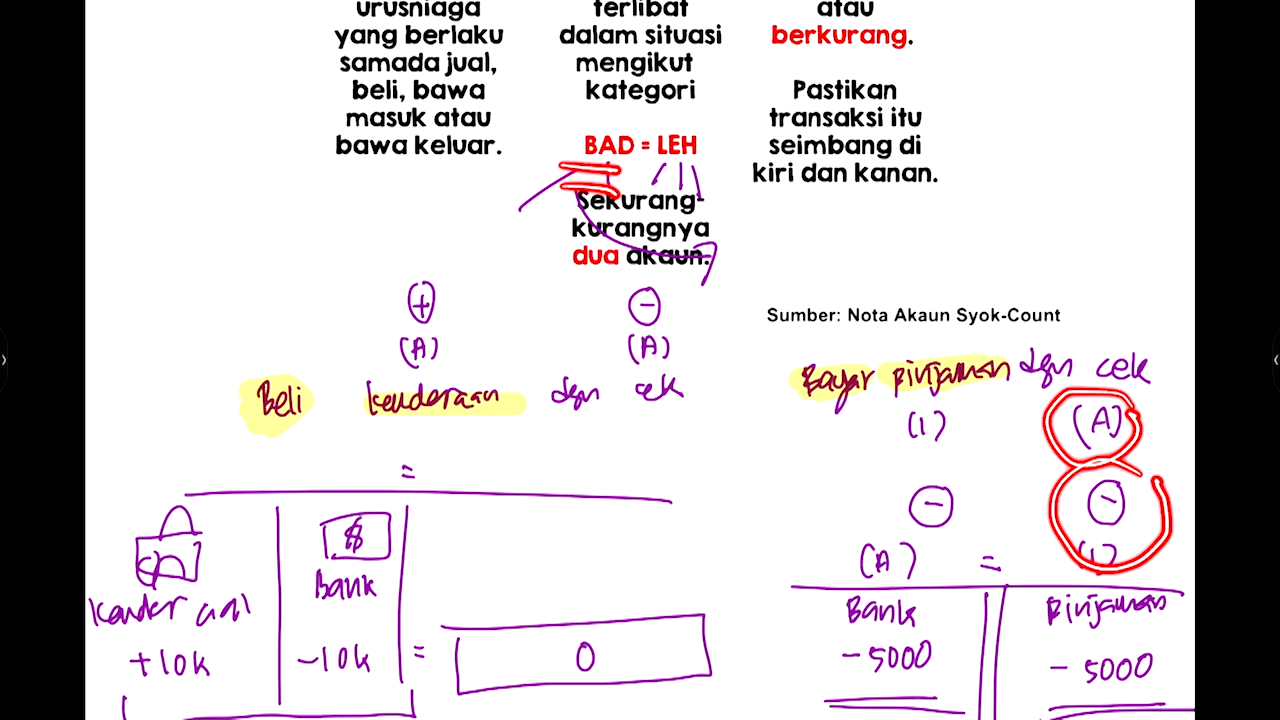 urusniaga
yang berlaku
samada jual,
beli, bawa
masuk atau
bawa keluar.
terlibat
dalam situasi
mengikut
kategori
BAD = LEH
Sekurang-
kurangnya
dua akaun.
atau
berkurang.
Pastikan
transaksi itu
seimbang di
kiri dan kanan.
Sumber: Nota Akaun Syok-Count
+ -
(A) (A)
Beli kenderaan dgn cek
=
$
Bank
+10k -10k = 0
Bayar pinjaman dgn cek
(L) (A)
- -
(A) = (L)
Bank pinjaman
-5000 -5000